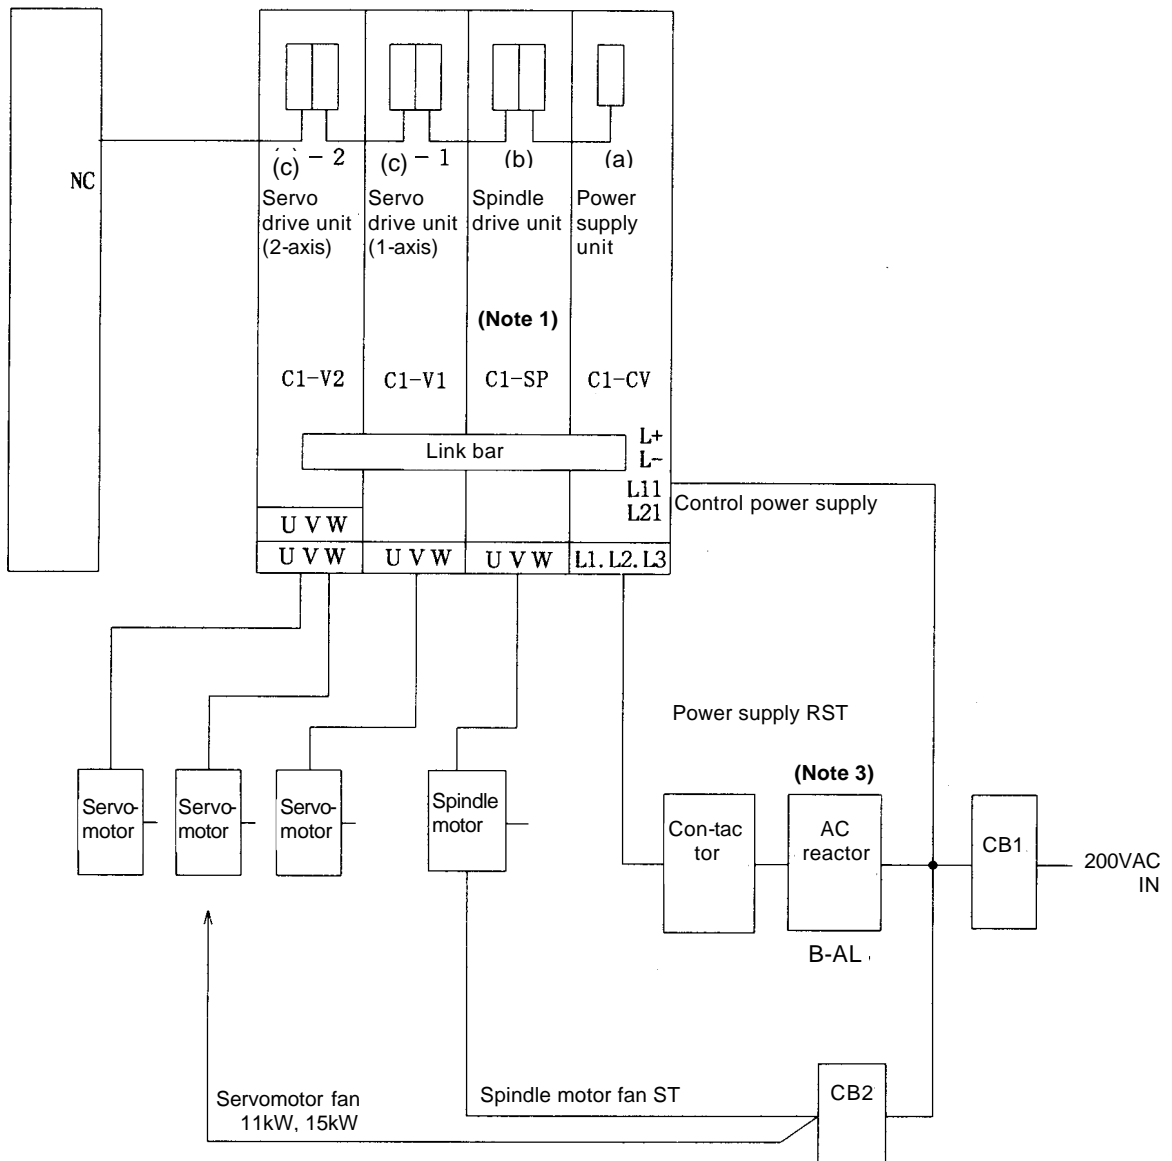 NC
(c) - 2
(c) - 1
(b)
(a)
Servo
drive unit
(2-axis)
Servo
drive unit
(1-axis)
Spindle
drive unit
Power
supply
unit
(Note 1)
C1-V2
C1-V1
C1-SP
C1-CV
Link bar
L+
L-
L11
L21
Control power supply
U V W
U V W
U V W
U V W
L1. L2. L3
Power supply RST
(Note 3)
Servo-
motor
Servo-
motor
Servo-
motor
Spindle
motor
Con-tac
tor
AC
reactor
CB1
200VAC
IN
B-AL
CB2
Servomotor fan
11kW, 15kW
Spindle motor fan ST